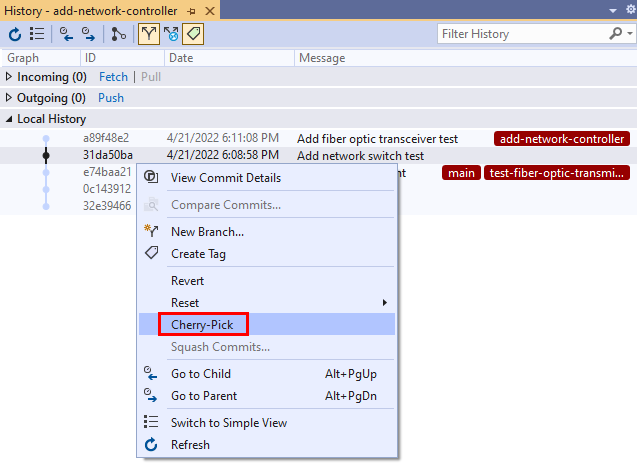 History - add-network-controller
Filter History
Graph ID Date Message
Incoming (0) Fetch | Pull
Outgoing (0) Push
Local History
a89f48e2 4/21/2022 6:11:08 PM Add fiber optic transceiver test add-network-controller
31da50ba 4/21/2022 6:08:58 PM Add network switch test
e74baa21 main test-fiber-optic-transmi...
0c143912
32e39466
View Commit Details
Compare Commits...
New Branch...
Create Tag
Revert
Reset
Cherry-Pick
Squash Commits...
Go to Child Alt+PgUp
Go to Parent Alt+PgDn
Switch to Simple View
Refresh